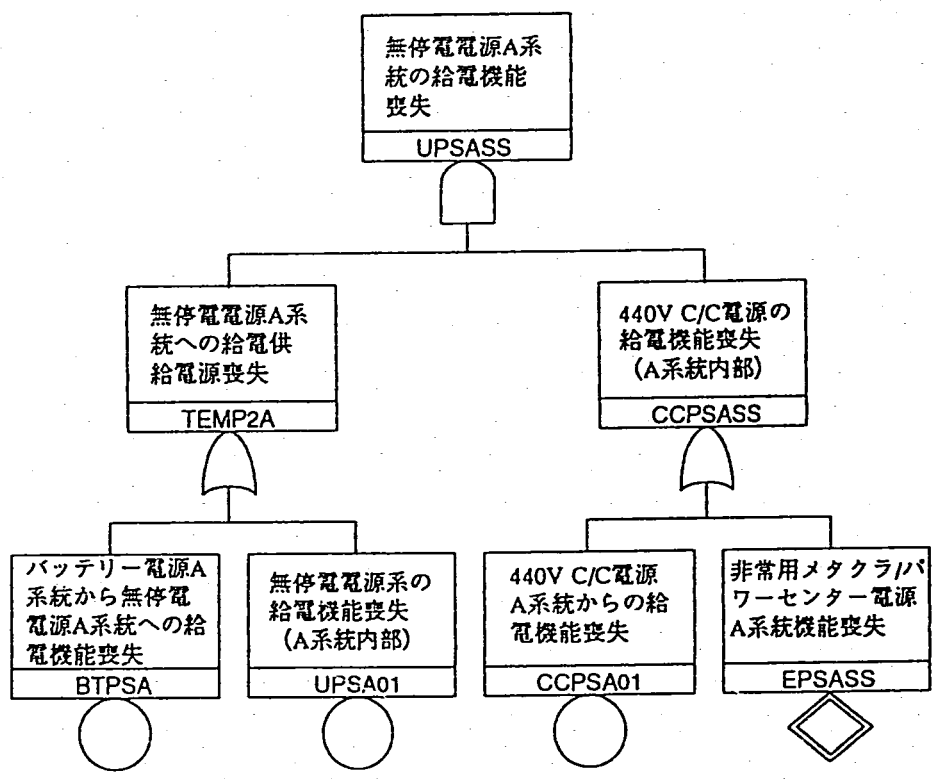 無停電電源A系
統の給電機能
喪失
UPSASS
無停電電源A系
統への給電供
給電源喪失
TEMP2A
440V C/C電源の
給電機能喪失
（A系統内部）
CCPSASS
バッテリー電源A
系統から無停電
電源A系統への給
電機能喪失
BTPSA
無停電電源系の
給電機能喪失
（A系統内部）
UPSA01
440V C/C電源
A系統からの給
電機能喪失
CCPSA01
非常用メタクラ/パ
ワーセンター電源
A系統機能喪失
EPSASS